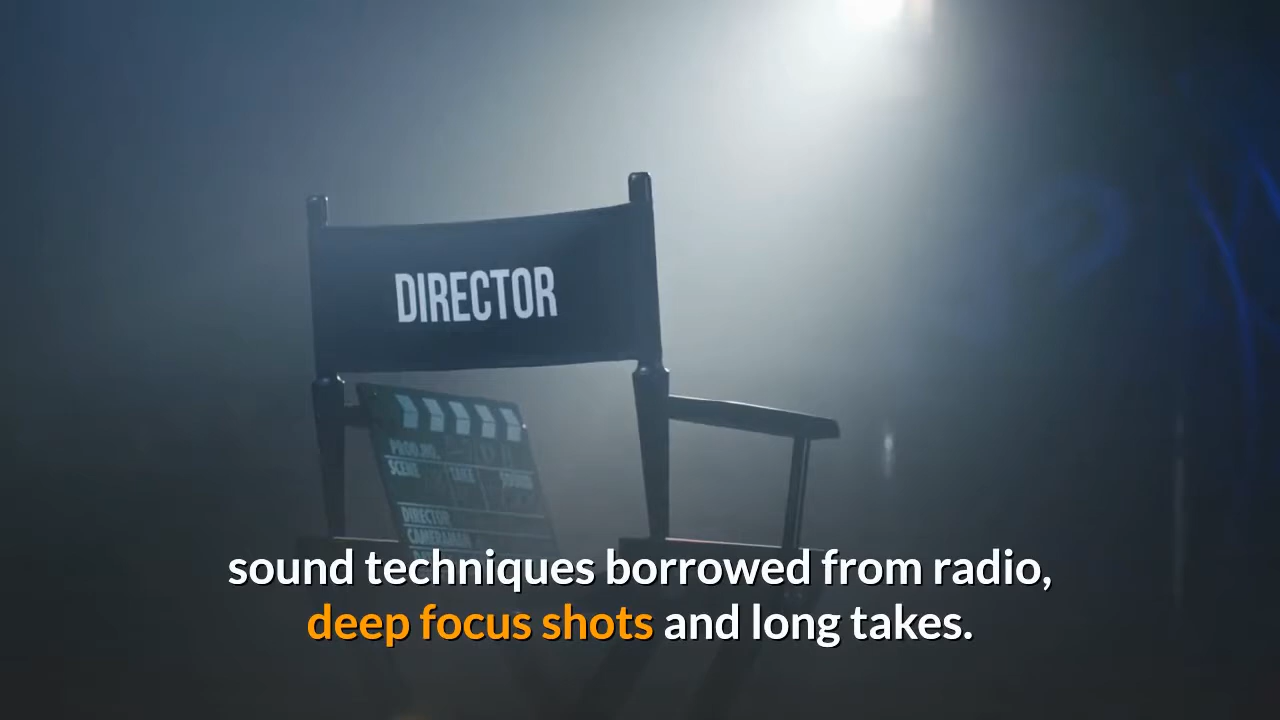 DIRECTOR
PROD.NO.
SCENE TAKE SOUND
DIRECTOR
CAMERAMAN
sound techniques borrowed from radio,
deep focus shots and long takes.